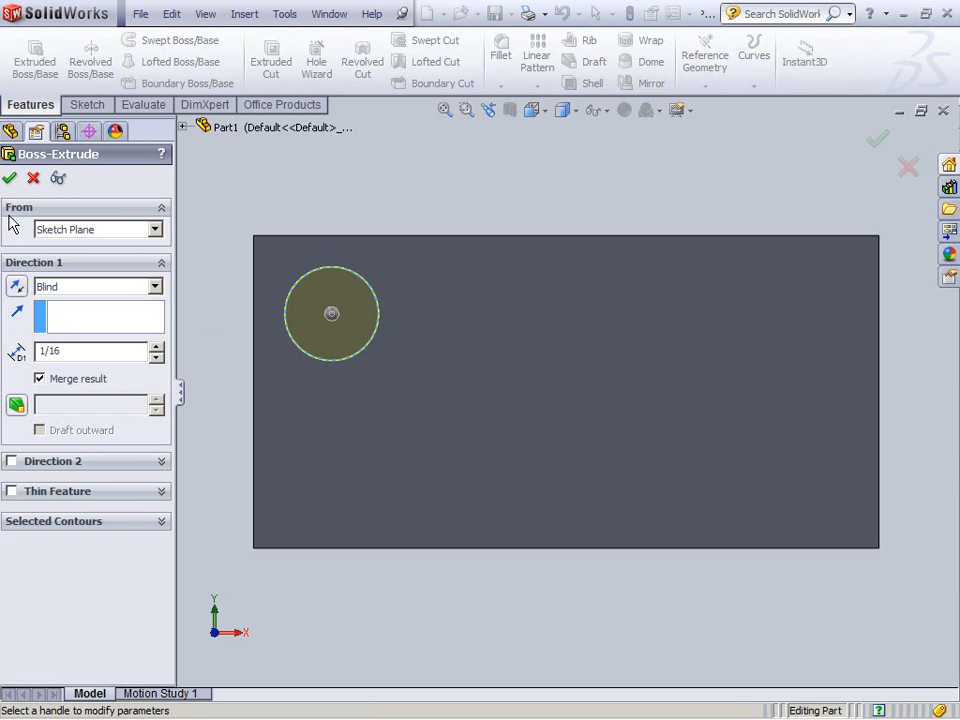 SolidWorks File Edit View Insert Tools Window Help ... Search SolidWork
Extruded Boss/Base
Revolved Boss/Base
Swept Boss/Base
Lofted Boss/Base
Boundary Boss/Base
Extruded Cut
Hole Wizard
Revolved Cut
Swept Cut
Lofted Cut
Boundary Cut
Fillet
Linear Pattern
Rib
Draft
Shell
Wrap
Dome
Mirror
Reference Geometry
Curves
Instant3D
Features Sketch Evaluate DimXpert Office Products
Part1 (Default<<Default>_...
Boss-Extrude ?
From
Sketch Plane
Direction 1
Blind
D1 1/16
Merge result
Draft outward
Direction 2
Thin Feature
Selected Contours
Y
X
Model Motion Study 1
Select a handle to modify parameters Editing Part ?